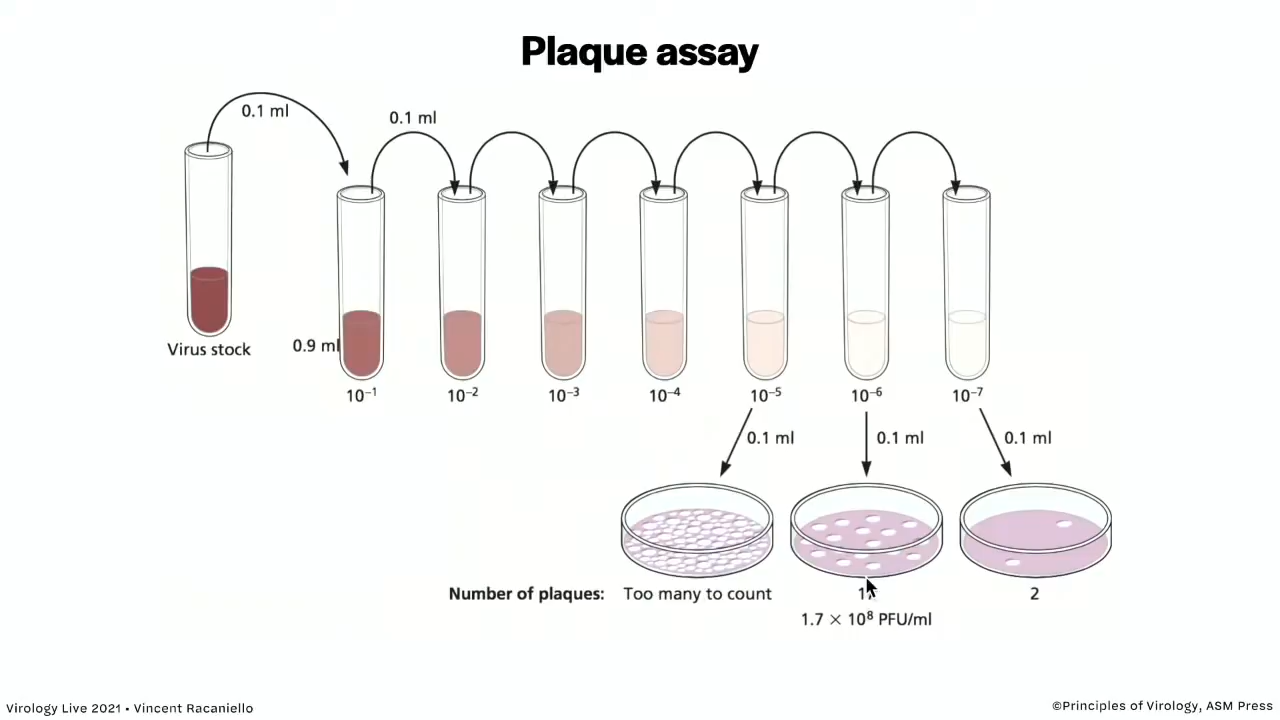 Plaque assay
0.1 ml
0.1 ml
Virus stock
0.9 ml
10⁻¹ 10⁻² 10⁻³ 10⁻⁴ 10⁻⁵ 10⁻⁶ 10⁻⁷
0.1 ml 0.1 ml 0.1 ml
Number of plaques: Too many to count 2
1.7 × 10⁸ PFU/ml
Virology Live 2021 • Vincent Racaniello
©Principles of Virology, ASM Press